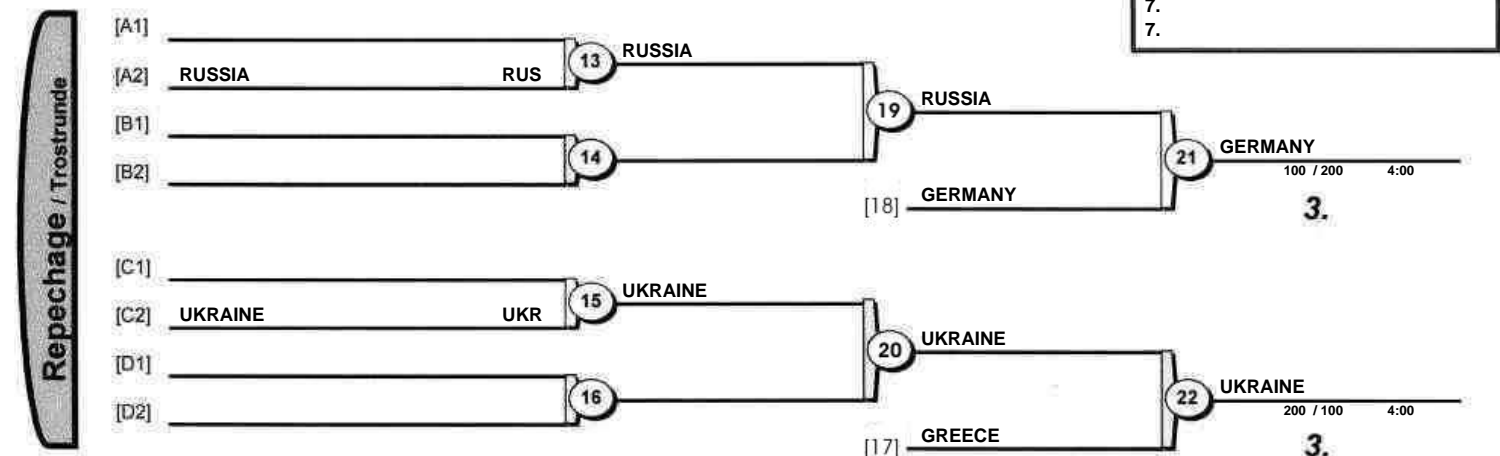 7.
7.
Repechage / Trostrunde
[A1]
[A2] RUSSIA RUS
13 RUSSIA
[B1]
[B2]
14
19 RUSSIA
[18] GERMANY
21 GERMANY
100 / 200 4:00
3.
[C1]
[C2] UKRAINE UKR
15 UKRAINE
[D1]
[D2]
16
20 UKRAINE
[17] GREECE
22 UKRAINE
200 / 100 4:00
3.